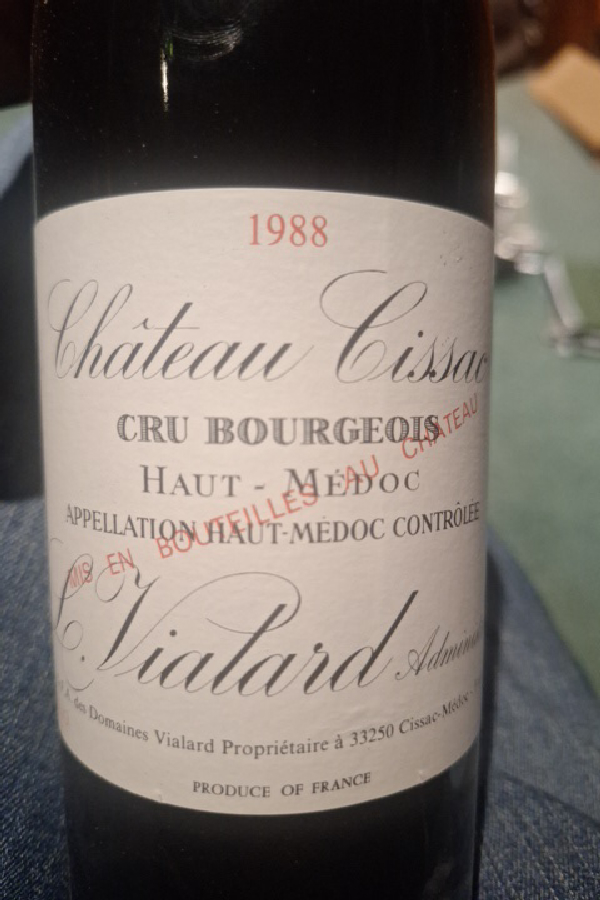 1988
Château Cissac
CRU BOURGEOIS
HAUT - MÉDOC
APPELLATION HAUT-MÉDOC CONTRÔLÉE
MIS EN BOUTEILLES AU CHATEAU
L. Vialard
des Domaines Vialard Propriétaire à 33250 Cissac-Médoc
PRODUCE OF FRANCE